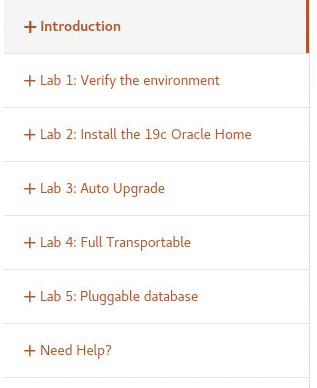 + Introduction
+ Lab 1: Verify the environment
+ Lab 2: Install the 19c Oracle Home
+ Lab 3: Auto Upgrade
+ Lab 4: Full Transportable
+ Lab 5: Pluggable database
+ Need Help?